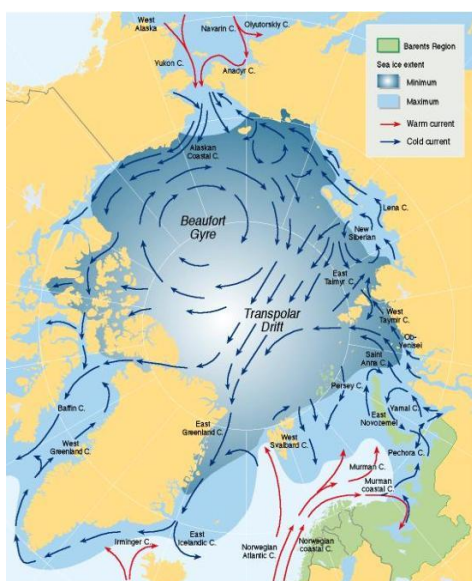 West
Alaska
Navarin C.
Olyutorskiy C.
Yukon C.
Anadyr C.
Barents Region
Sea ice extent
Minimum
Maximum
Warm current
Cold current
Alaskan
Coastal C.
Beaufort
Gyre
Lena C.
New
Siberian
East
Taimyr C.
West
Taymir C.
Transpolar
Drift
Ob-
Yenisei
Saint
Anna C.
Persey C.
Yamal C.
East
Novozemel
Baffin C.
West
Greenland C.
East
Greenland C.
West
Svalbard C.
Pechora C.
Murman C.
Murman
coastal C.
Irminger C.
East
Icelandic C.
Norwegian
Atlantic C.
Norwegian
coastal C.